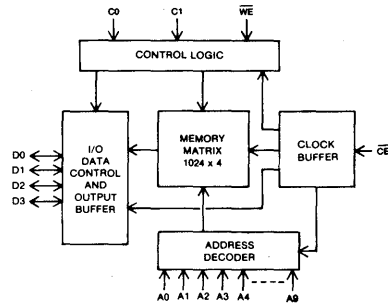 C0 C1 WE
CONTROL LOGIC
I/O
DATA
CONTROL
AND
OUTPUT
BUFFER
MEMORY
MATRIX
1024 x 4
CLOCK
BUFFER
CE
D0
D1
D2
D3
ADDRESS
DECODER
A0 A1 A2 A3 A4 A9